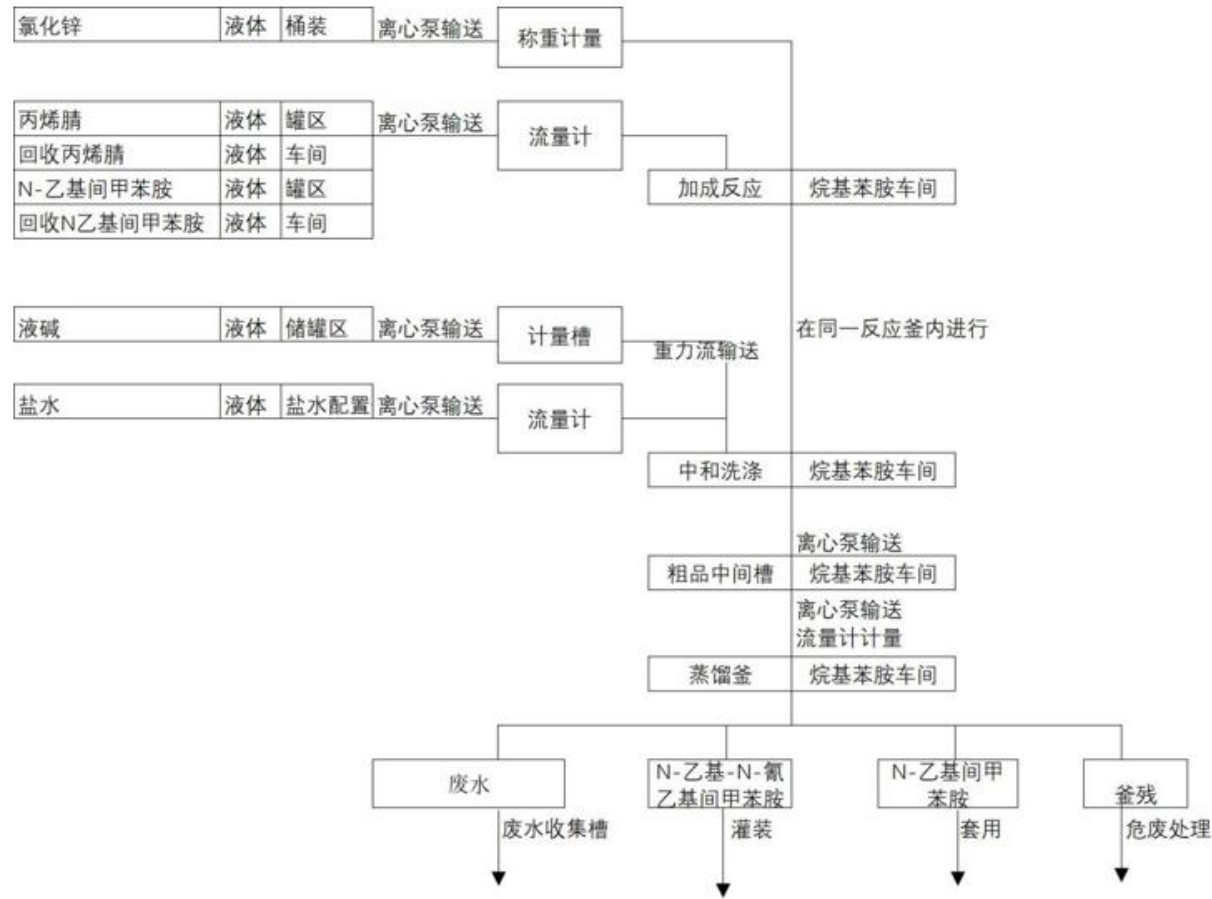 氯化锌 液体 桶装 离心泵输送 称重计量
丙烯腈 液体 罐区 离心泵输送 流量计
回收丙烯腈 液体 车间
N-乙基间甲苯胺 液体 罐区
回收N乙基间甲苯胺 液体 车间
加成反应 烷基苯胺车间
液碱 液体 储罐区 离心泵输送 计量槽
重力流输送
在同一反应釜内进行
盐水 液体 盐水配置 离心泵输送 流量计
中和洗涤 烷基苯胺车间
离心泵输送
粗品中间槽 烷基苯胺车间
离心泵输送
流量计计量
蒸馏釜 烷基苯胺车间
废水
N-乙基-N-氰
乙基间甲苯胺
N-乙基间甲
苯胺
釜残
废水收集槽
灌装
套用
危废处理